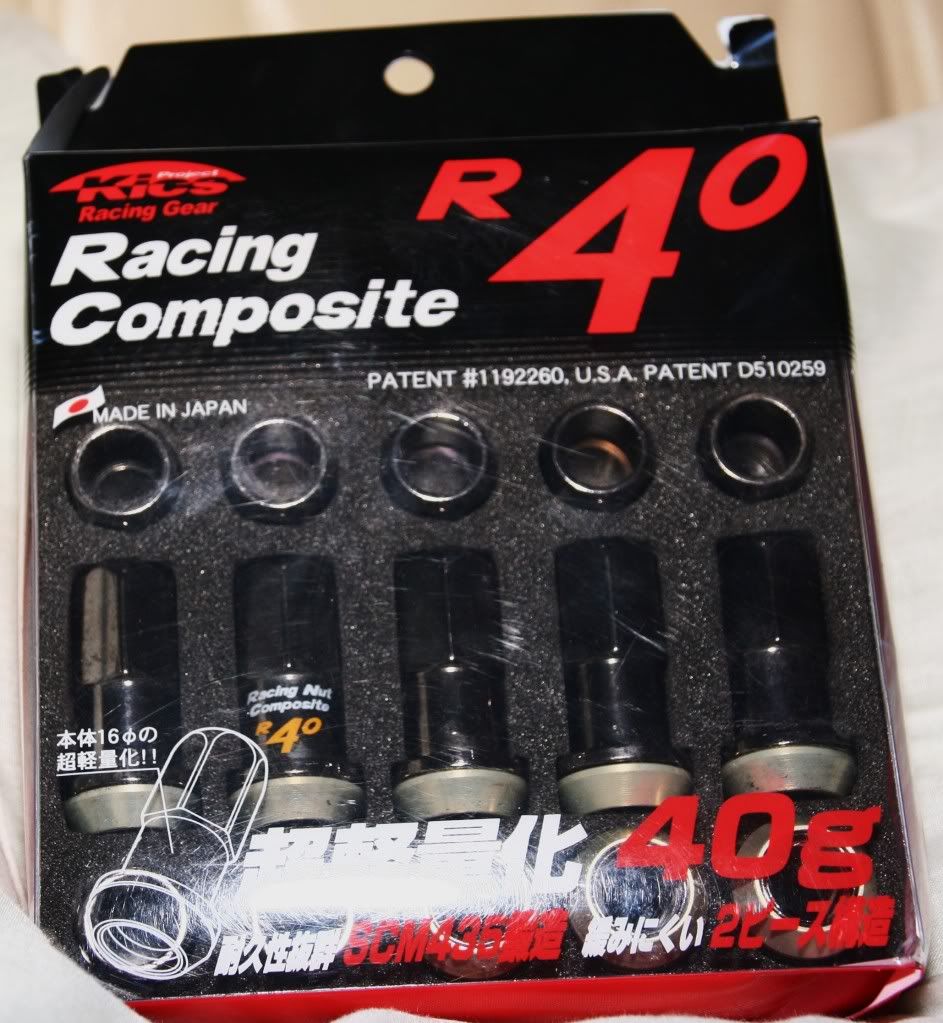 Project
Kics
Racing Gear
R40
Racing
Composite
PATENT #1192260, U.S.A. PATENT D510259
MADE IN JAPAN
Racing Nut
Composite
R40
本体16φの
超軽量化!!
超軽量化 40g
耐久性抜群 SCM435鍛造 緩みにくい 2ピース構造